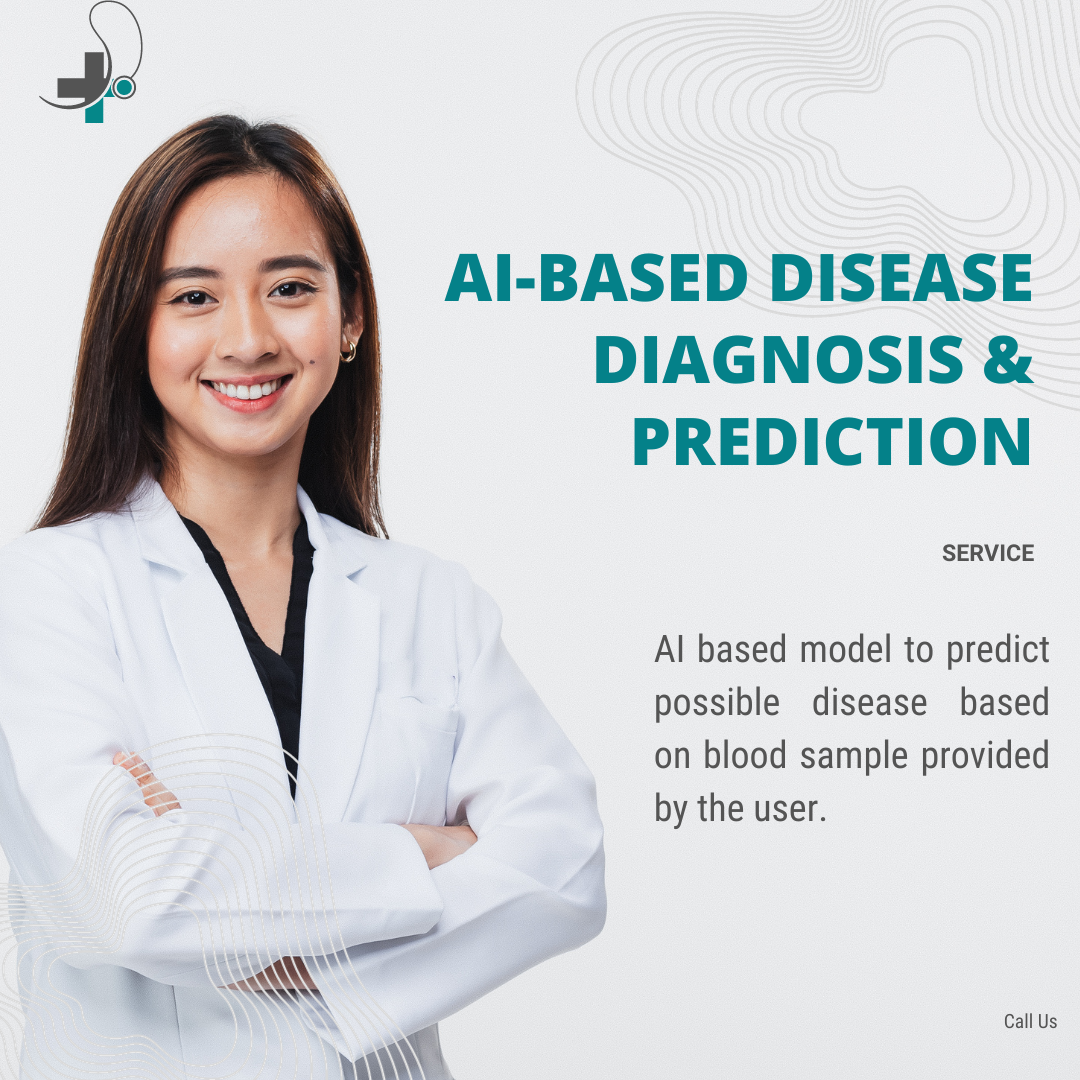 AI-BASED DISEASE
DIAGNOSIS &
PREDICTION
SERVICE
AI based model to predict
possible disease based
on blood sample provided
by the user.
Call Us